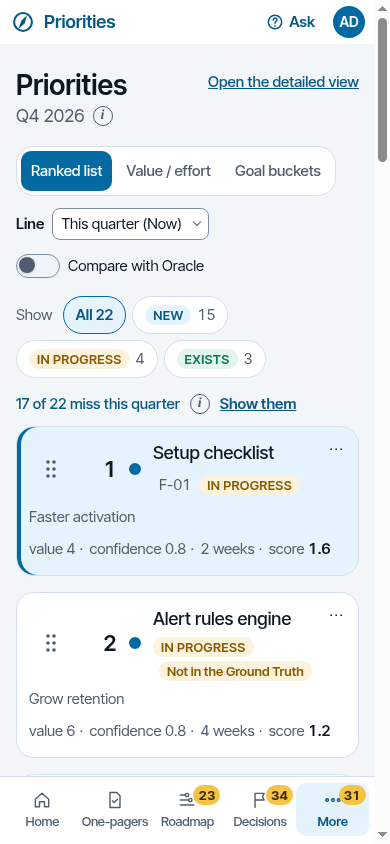 Priorities
Ask
AD
Priorities
Open the detailed view
Q4 2026 i
Ranked list
Value / effort
Goal buckets
Line
This quarter (Now)
Compare with Oracle
Show
All 22
NEW 15
IN PROGRESS 4
EXISTS 3
17 of 22 miss this quarter i Show them
1
Setup checklist
...
F-01 IN PROGRESS
Faster activation
value 4 · confidence 0.8 · 2 weeks · score 1.6
2
Alert rules engine
...
IN PROGRESS
Not in the Ground Truth
Grow retention
value 6 · confidence 0.8 · 4 weeks · score 1.2
Home
One-pagers
23
Roadmap
34
Decisions
31
More